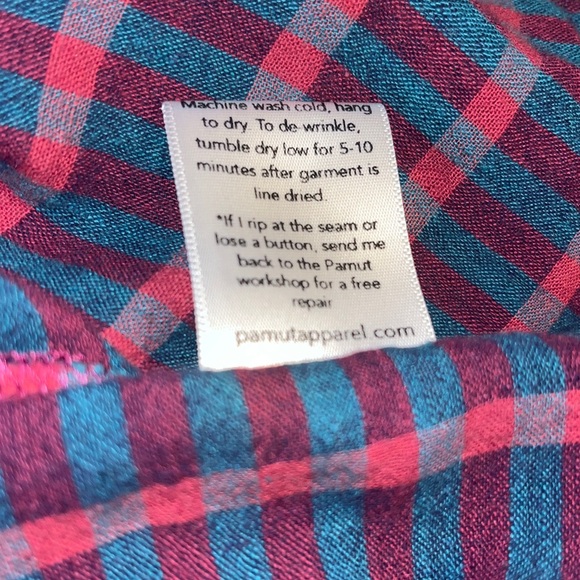 Machine wash cold, hang
to dry. To de-wrinkle,
tumble dry low for 5-10
minutes after garment is
line dried.
*If I rip at the seam or
lose a button, send me
back to the Pamut
workshop for a free
repair
pamutapparel.com